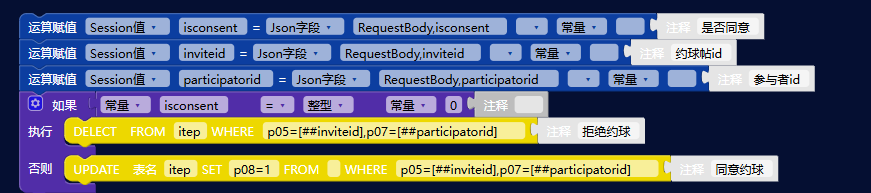 运算赋值 Session值 isconsent = Json字段 RequestBody,isconsent 常量 注释 是否同意
运算赋值 Session值 inviteid = Json字段 RequestBody,inviteid 常量 注释 约球帖id
运算赋值 Session值 participatorid = Json字段 RequestBody,participatorid 常量 注释 参与者id
如果 常量 isconsent = 整型 常量 0 注释
执行 DELECT FROM itep WHERE p05=[##inviteid],p07=[##participatorid] 注释 拒绝约球
否则 UPDATE 表名 itep SET p08=1 FROM WHERE p05=[##inviteid],p07=[##participatorid] 注释 同意约球